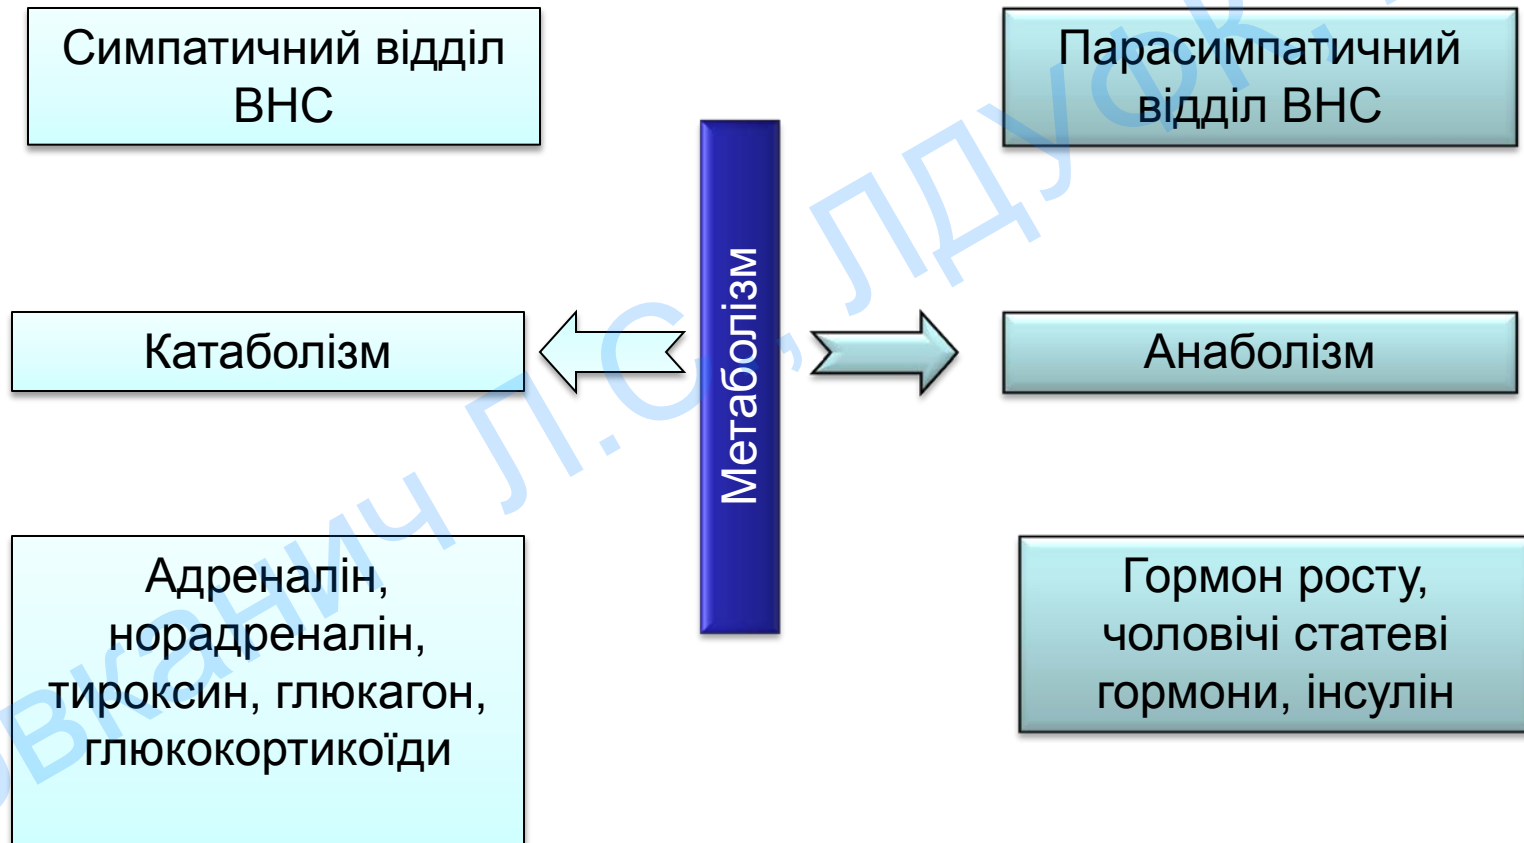 Симпатичний відділ
ВНС
Парасимпатичний
відділ ВНС
Метаболізм
Катаболізм
Анаболізм
Адреналін,
норадреналін,
тироксин, глюкагон,
глюкокортикоїди
Гормон росту,
чоловічі статеві
гормони, інсулін
Л.С., ЛДУФК,